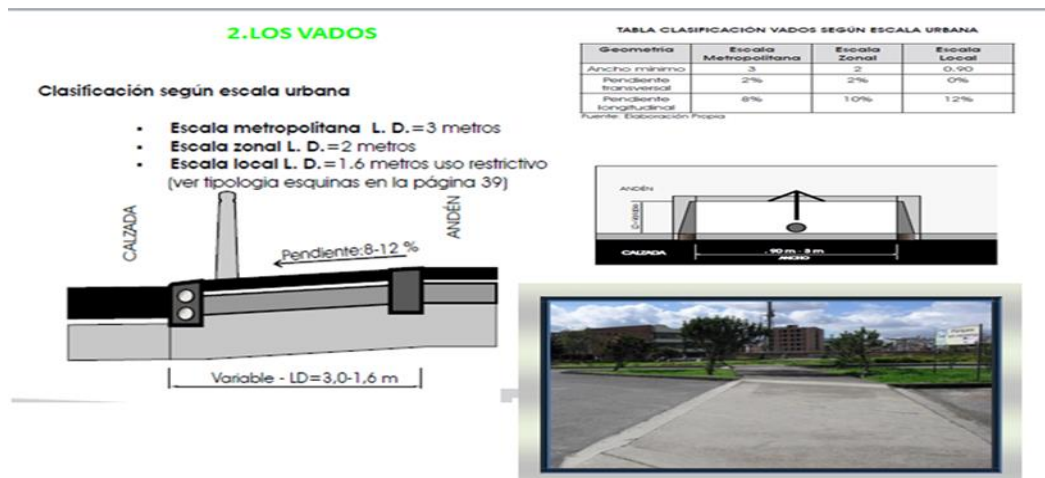 2.LOS VADOS
Clasificación según escala urbana
• Escala metropolitana L. D.=3 metros
• Escala zonal L. D.=2 metros
• Escala local L. D.=1.6 metros uso restrictivo
(ver tipologia esquinas en la página 39)
CALZADA
ANDÉN
Pendiente:8-12 %
Variable - LD=3,0-1,6 m
TABLA CLASIFICACIÓN VADOS SEGÚN ESCALA URBANA
Geometría Escala Metropolitana Escala Zonal Escala Local
Ancho mínimo 3 2 0.90
Pendiente transversal 2% 2% 0%
Pendiente longitudinal 8% 10% 12%
Fuente: Elaboración Propia
ANDÉN
CALZADA
.90 m - 3 m
ANCHO